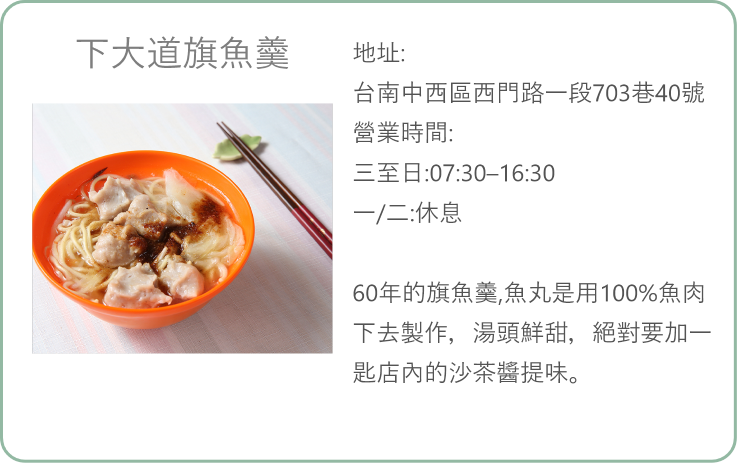 下大道旗魚羹
地址:
台南中西區西門路一段703巷40號
營業時間:
三至日:07:30–16:30
一/二:休息
60年的旗魚羹,魚丸是用100%魚肉
下去製作，湯頭鮮甜，絕對要加一
匙店內的沙茶醬提味。